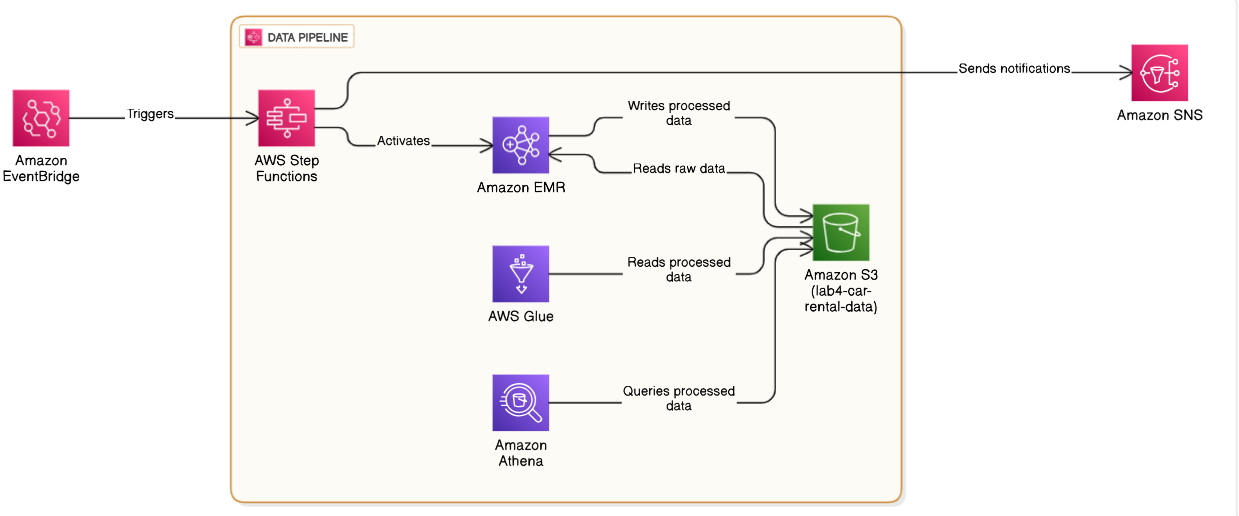 DATA PIPELINE
Sends notifications
Amazon SNS
Triggers
Amazon
EventBridge
AWS Step
Functions
Activates
Writes processed
data
Reads raw data
Amazon EMR
Reads processed
data
AWS Glue
Amazon S3
(lab4-car-
rental-data)
Queries processed
data
Amazon
Athena